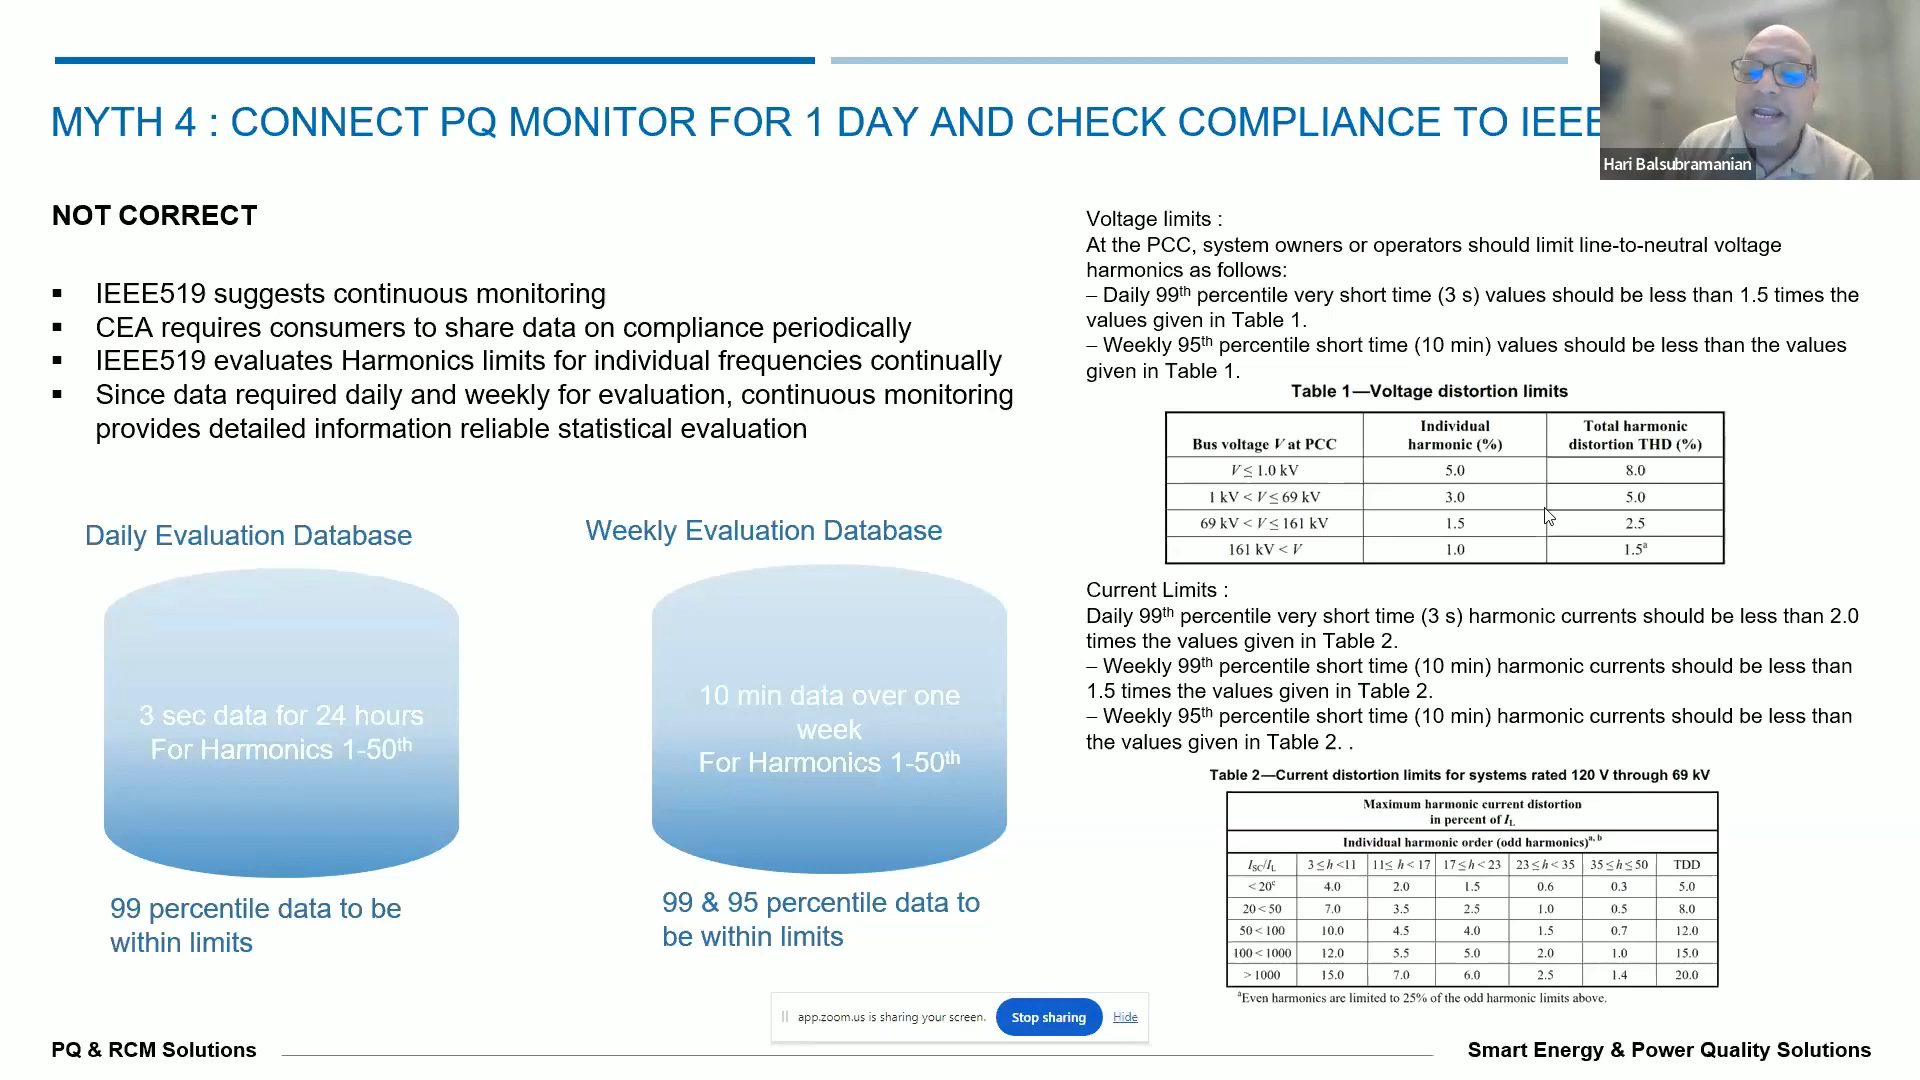 MYTH 4 : CONNECT PQ MONITOR FOR 1 DAY AND CHECK COMPLIANCE TO IEEE
Hari Balsubramanian
NOT CORRECT
▪ IEEE519 suggests continuous monitoring
▪ CEA requires consumers to share data on compliance periodically
▪ IEEE519 evaluates Harmonics limits for individual frequencies continually
▪ Since data required daily and weekly for evaluation, continuous monitoring
provides detailed information reliable statistical evaluation
Daily Evaluation Database
3 sec data for 24 hours
For Harmonics 1-50th
99 percentile data to be
within limits
Weekly Evaluation Database
10 min data over one
week
For Harmonics 1-50th
99 & 95 percentile data to
be within limits
Voltage limits :
At the PCC, system owners or operators should limit line-to-neutral voltage
harmonics as follows:
– Daily 99th percentile very short time (3 s) values should be less than 1.5 times the
values given in Table 1.
– Weekly 95th percentile short time (10 min) values should be less than the values
given in Table 1.
Table 1—Voltage distortion limits
Bus voltage V at PCC Individual harmonic (%) Total harmonic distortion THD (%)
V ≤ 1.0 kV 5.0 8.0
1 kV < V ≤ 69 kV 3.0 5.0
69 kV < V ≤ 161 kV 1.5 2.5
161 kV < V 1.0 1.5a
Current Limits :
Daily 99th percentile very short time (3 s) harmonic currents should be less than 2.0
times the values given in Table 2.
– Weekly 99th percentile short time (10 min) harmonic currents should be less than
1.5 times the values given in Table 2.
– Weekly 95th percentile short time (10 min) harmonic currents should be less than
the values given in Table 2. .
Table 2—Current distortion limits for systems rated 120 V through 69 kV
Maximum harmonic current distortion
in percent of IL
Individual harmonic order (odd harmonics)a, b
ISC/IL 3 ≤ h < 11 11 ≤ h < 17 17 ≤ h < 23 23 ≤ h < 35 35 ≤ h ≤ 50 TDD
< 20c 4.0 2.0 1.5 0.6 0.3 5.0
20 < 50 7.0 3.5 2.5 1.0 0.5 8.0
50 < 100 10.0 4.5 4.0 1.5 0.7 12.0
100 < 1000 12.0 5.5 5.0 2.0 1.0 15.0
> 1000 15.0 7.0 6.0 2.5 1.4 20.0
aEven harmonics are limited to 25% of the odd harmonic limits above.
app.zoom.us is sharing your screen. Stop sharing Hide
PQ & RCM Solutions
Smart Energy & Power Quality Solutions